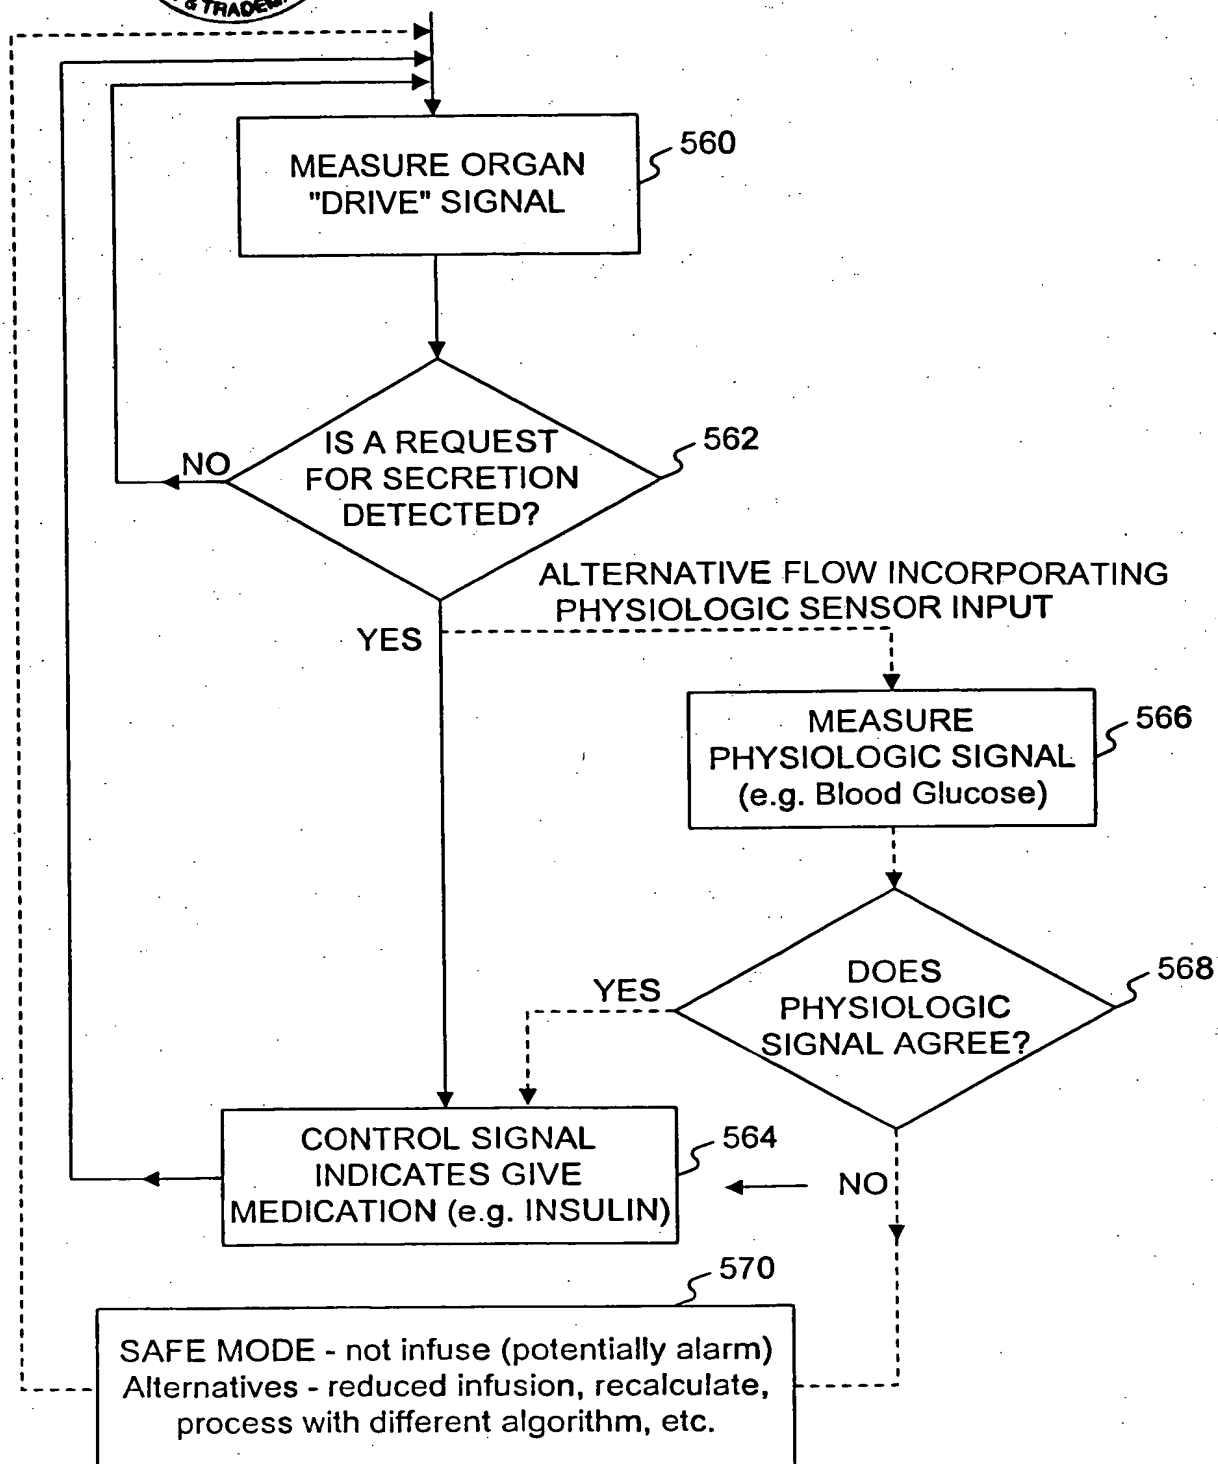 & TRADEM
MEASURE ORGAN
"DRIVE" SIGNAL
560
IS A REQUEST
FOR SECRETION
DETECTED?
562
NO
ALTERNATIVE FLOW INCORPORATING
PHYSIOLOGIC SENSOR INPUT
YES
MEASURE
PHYSIOLOGIC SIGNAL
(e.g. Blood Glucose)
566
DOES
PHYSIOLOGIC
SIGNAL AGREE?
568
YES
CONTROL SIGNAL
INDICATES GIVE
MEDICATION (e.g. INSULIN)
564
NO
570
SAFE MODE - not infuse (potentially alarm)
Alternatives - reduced infusion, recalculate,
process with different algorithm, etc.